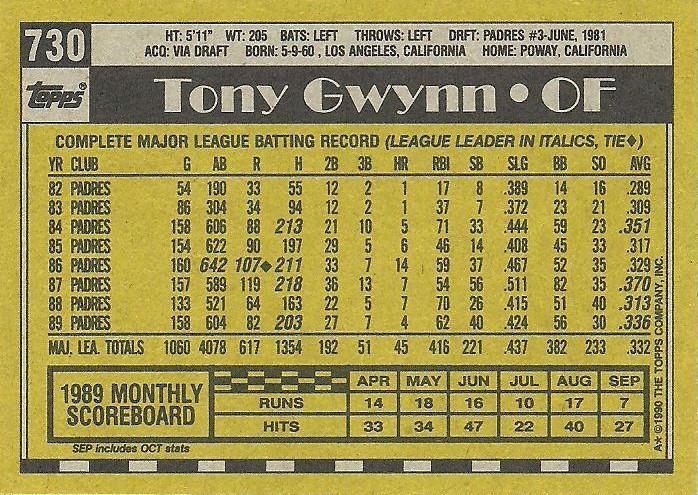 730
HT: 5'11" WT: 205 BATS: LEFT THROWS: LEFT DRFT: PADRES #3-JUNE, 1981
ACQ: VIA DRAFT BORN: 5-9-60 , LOS ANGELES, CALIFORNIA HOME: POWAY, CALIFORNIA
Topps®
Tony Gwynn • OF
COMPLETE MAJOR LEAGUE BATTING RECORD (LEAGUE LEADER IN ITALICS, TIE♦)
YR CLUB G AB R H 2B 3B HR RBI SB SLG BB SO AVG
82 PADRES 54 190 33 55 12 2 1 17 8 .389 14 16 .289
83 PADRES 86 304 34 94 12 2 1 37 7 .372 23 21 .309
84 PADRES 158 606 88 213 21 10 5 71 33 .444 59 23 .351
85 PADRES 154 622 90 197 29 5 6 46 14 .408 45 33 .317
86 PADRES 160 642 107♦ 211 33 7 14 59 37 .467 52 35 .329
87 PADRES 157 589 119 218 36 13 7 54 56 .511 82 35 .370
88 PADRES 133 521 64 163 22 5 7 70 26 .415 51 40 .313
89 PADRES 158 604 82 203 27 7 4 62 40 .424 56 30 .336
MAJ. LEA. TOTALS 1060 4078 617 1354 192 51 45 416 221 .437 382 233 .332
1989 MONTHLY SCOREBOARD
APR MAY JUN JUL AUG SEP
RUNS 14 18 16 10 17 7
HITS 33 34 47 22 40 27
SEP includes OCT stats
A* ©1990 THE TOPPS COMPANY, INC.